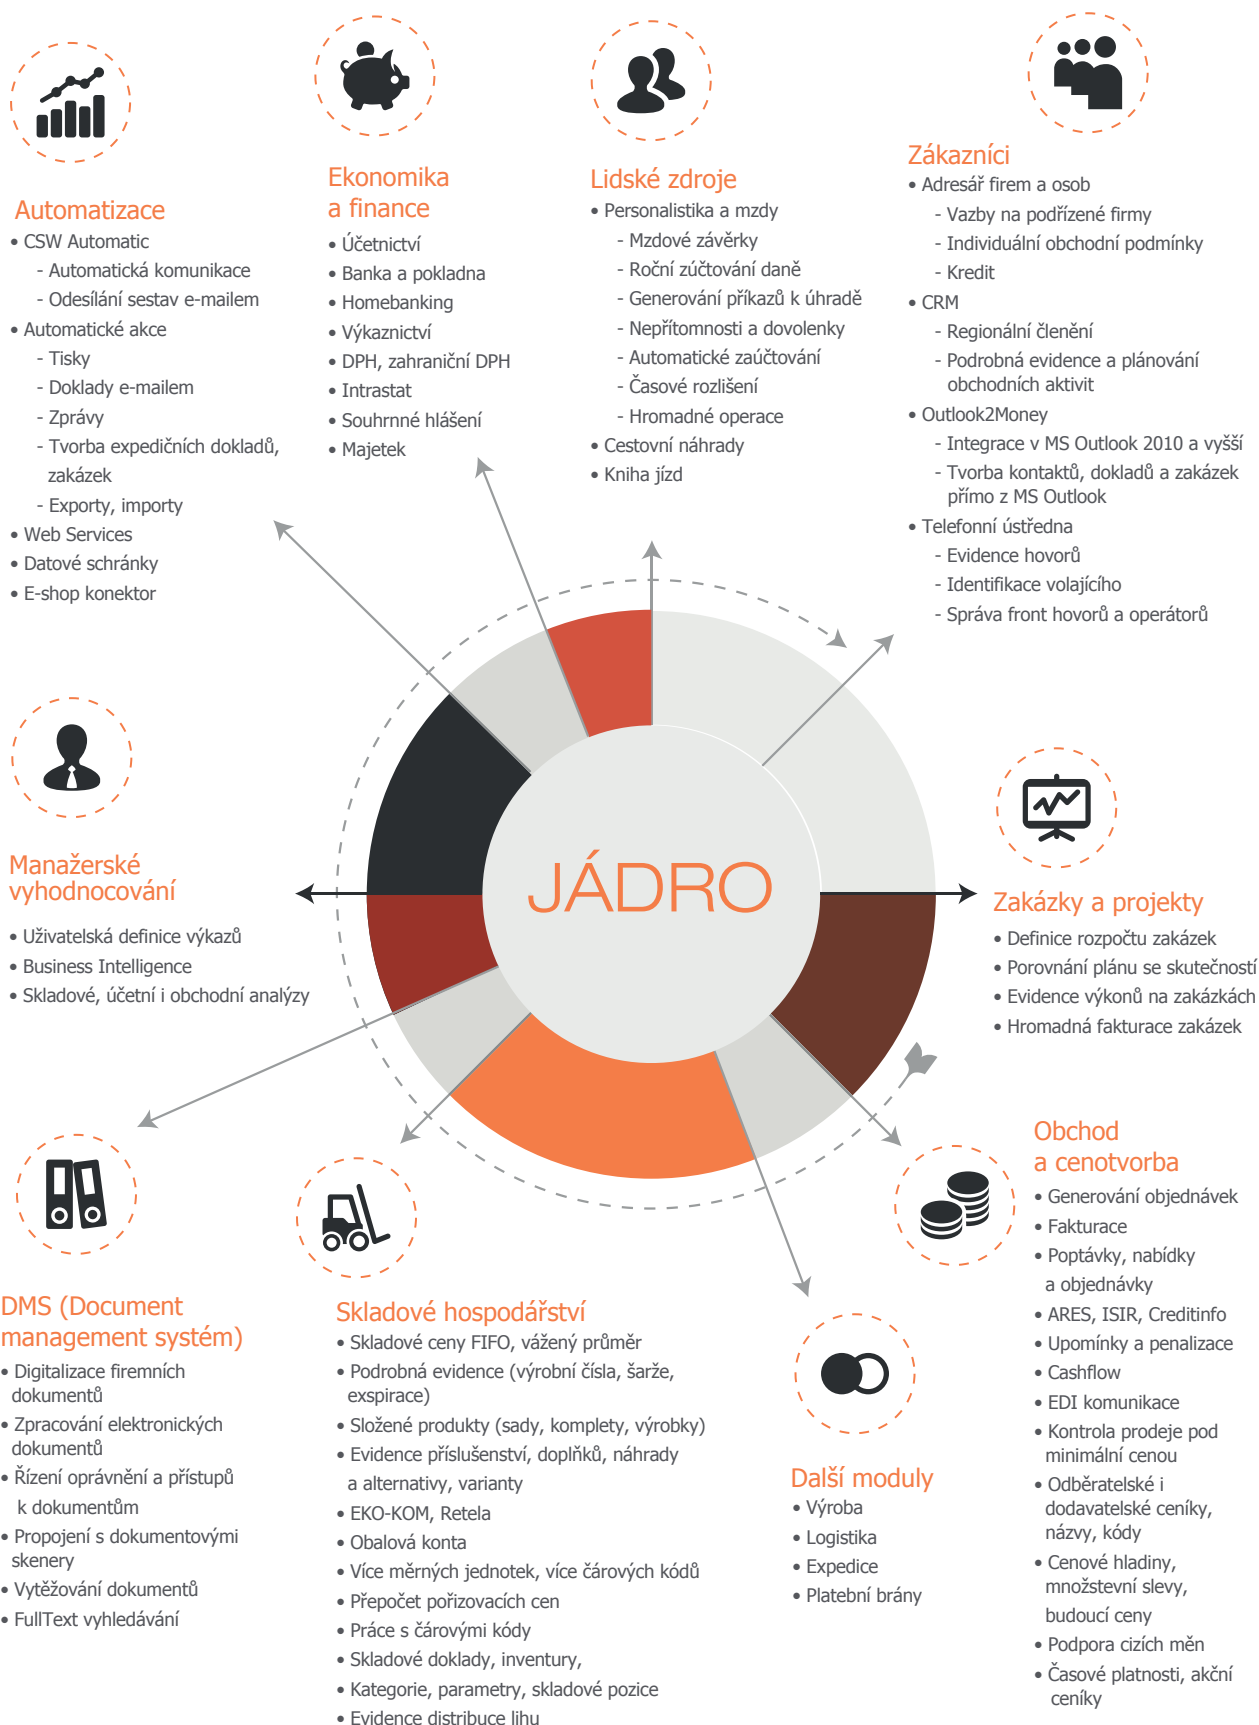 Automatizace
• CSW Automatic
- Automatická komunikace
- Odesílání sestav e-mailem
• Automatické akce
- Tisky
- Doklady e-mailem
- Zprávy
- Tvorba expedičních dokladů,
zakázek
- Exporty, importy
• Web Services
• Datové schránky
• E-shop konektor
Ekonomika
a finance
• Účetnictví
• Banka a pokladna
• Homebanking
• Výkaznictví
• DPH, zahraniční DPH
• Intrastat
• Souhrnné hlášení
• Majetek
Lidské zdroje
• Personalistika a mzdy
- Mzdové závěrky
- Roční zúčtování daně
- Generování příkazů k úhradě
- Nepřítomnosti a dovolenky
- Automatické zaúčtování
- Časové rozlišení
- Hromadné operace
• Cestovní náhrady
• Kniha jízd
Zákazníci
• Adresář firem a osob
- Vazby na podřízené firmy
- Individuální obchodní podmínky
- Kredit
• CRM
- Regionální členění
- Podrobná evidence a plánování
obchodních aktivit
• Outlook2Money
- Integrace v MS Outlook 2010 a vyšší
- Tvorba kontaktů, dokladů a zakázek
přímo z MS Outlook
• Telefonní ústředna
- Evidence hovorů
- Identifikace volajícího
- Správa front hovorů a operátorů
Manažerské
vyhodnocování
• Uživatelská definice výkazů
• Business Intelligence
• Skladové, účetní i obchodní analýzy
JÁDRO
Zakázky a projekty
• Definice rozpočtu zakázek
• Porovnání plánu se skutečností
• Evidence výkonů na zakázkách
• Hromadná fakturace zakázek
DMS (Document
management systém)
• Digitalizace firemních
dokumentů
• Zpracování elektronických
dokumentů
• Řízení oprávnění a přístupů
k dokumentům
• Propojení s dokumentovými
skenery
• Vytěžování dokumentů
• FullText vyhledávání
Skladové hospodářství
• Skladové ceny FIFO, vážený průměr
• Podrobná evidence (výrobní čísla, šarže,
exspirace)
• Složené produkty (sady, komplety, výrobky)
• Evidence příslušenství, doplňků, náhrady
a alternativy, varianty
• EKO-KOM, Retela
• Obalová konta
• Více měrných jednotek, více čárových kódů
• Přepočet pořizovacích cen
• Práce s čárovými kódy
• Skladové doklady, inventury,
• Kategorie, parametry, skladové pozice
• Evidence distribuce lihu
Další moduly
• Výroba
• Logistika
• Expedice
• Platební brány
Obchod
a cenotvorba
• Generování objednávek
• Fakturace
• Poptávky, nabídky
a objednávky
• ARES, ISIR, Creditinfo
• Upomínky a penalizace
• Cashflow
• EDI komunikace
• Kontrola prodeje pod
minimální cenou
• Odběratelské i
dodavatelské ceníky,
názvy, kódy
• Cenové hladiny,
množstevní slevy,
budoucí ceny
• Podpora cizích měn
• Časové platnosti, akční
ceníky